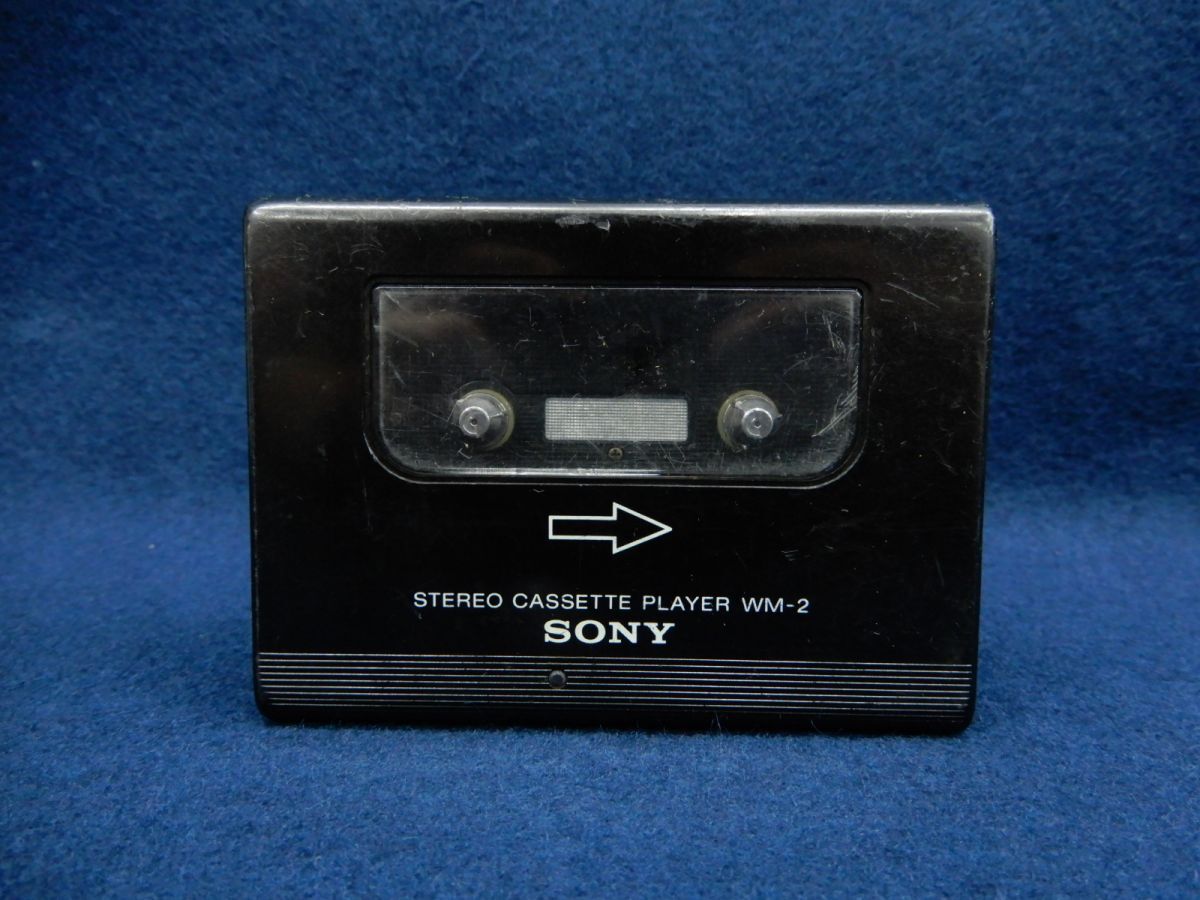 STEREO CASSETTE PLAYER WM-2
SONY